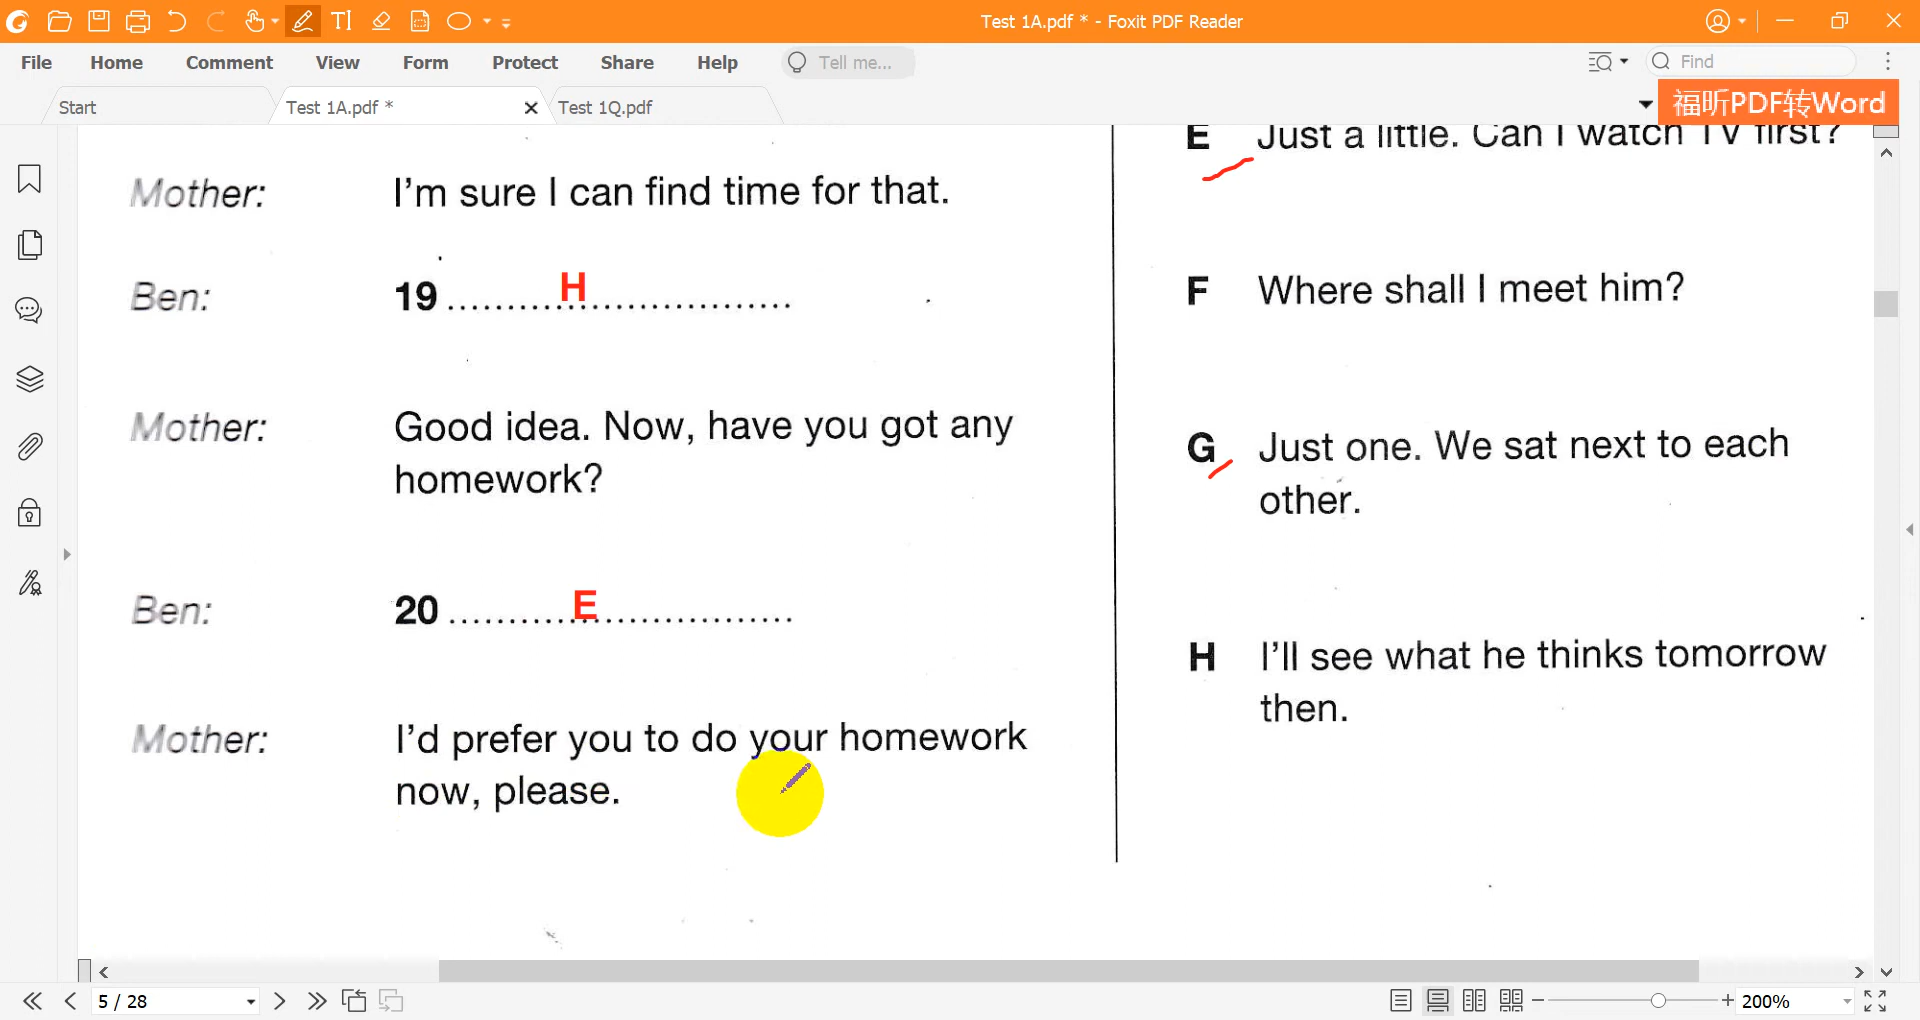 Test 1A.pdf * - Foxit PDF Reader
File Home Comment View Form Protect Share Help Tell me... Find
Start Test 1A.pdf * Test 1Q.pdf 福昕PDF转Word
E Just a little. Can I watch TV first?
Mother: I'm sure I can find time for that.
Ben: 19 .............H..................
F Where shall I meet him?
Mother: Good idea. Now, have you got any
homework?
G Just one. We sat next to each
other.
Ben: 20 .............E..................
H I'll see what he thinks tomorrow
then.
Mother: I'd prefer you to do your homework
now, please.
5 / 28 200%